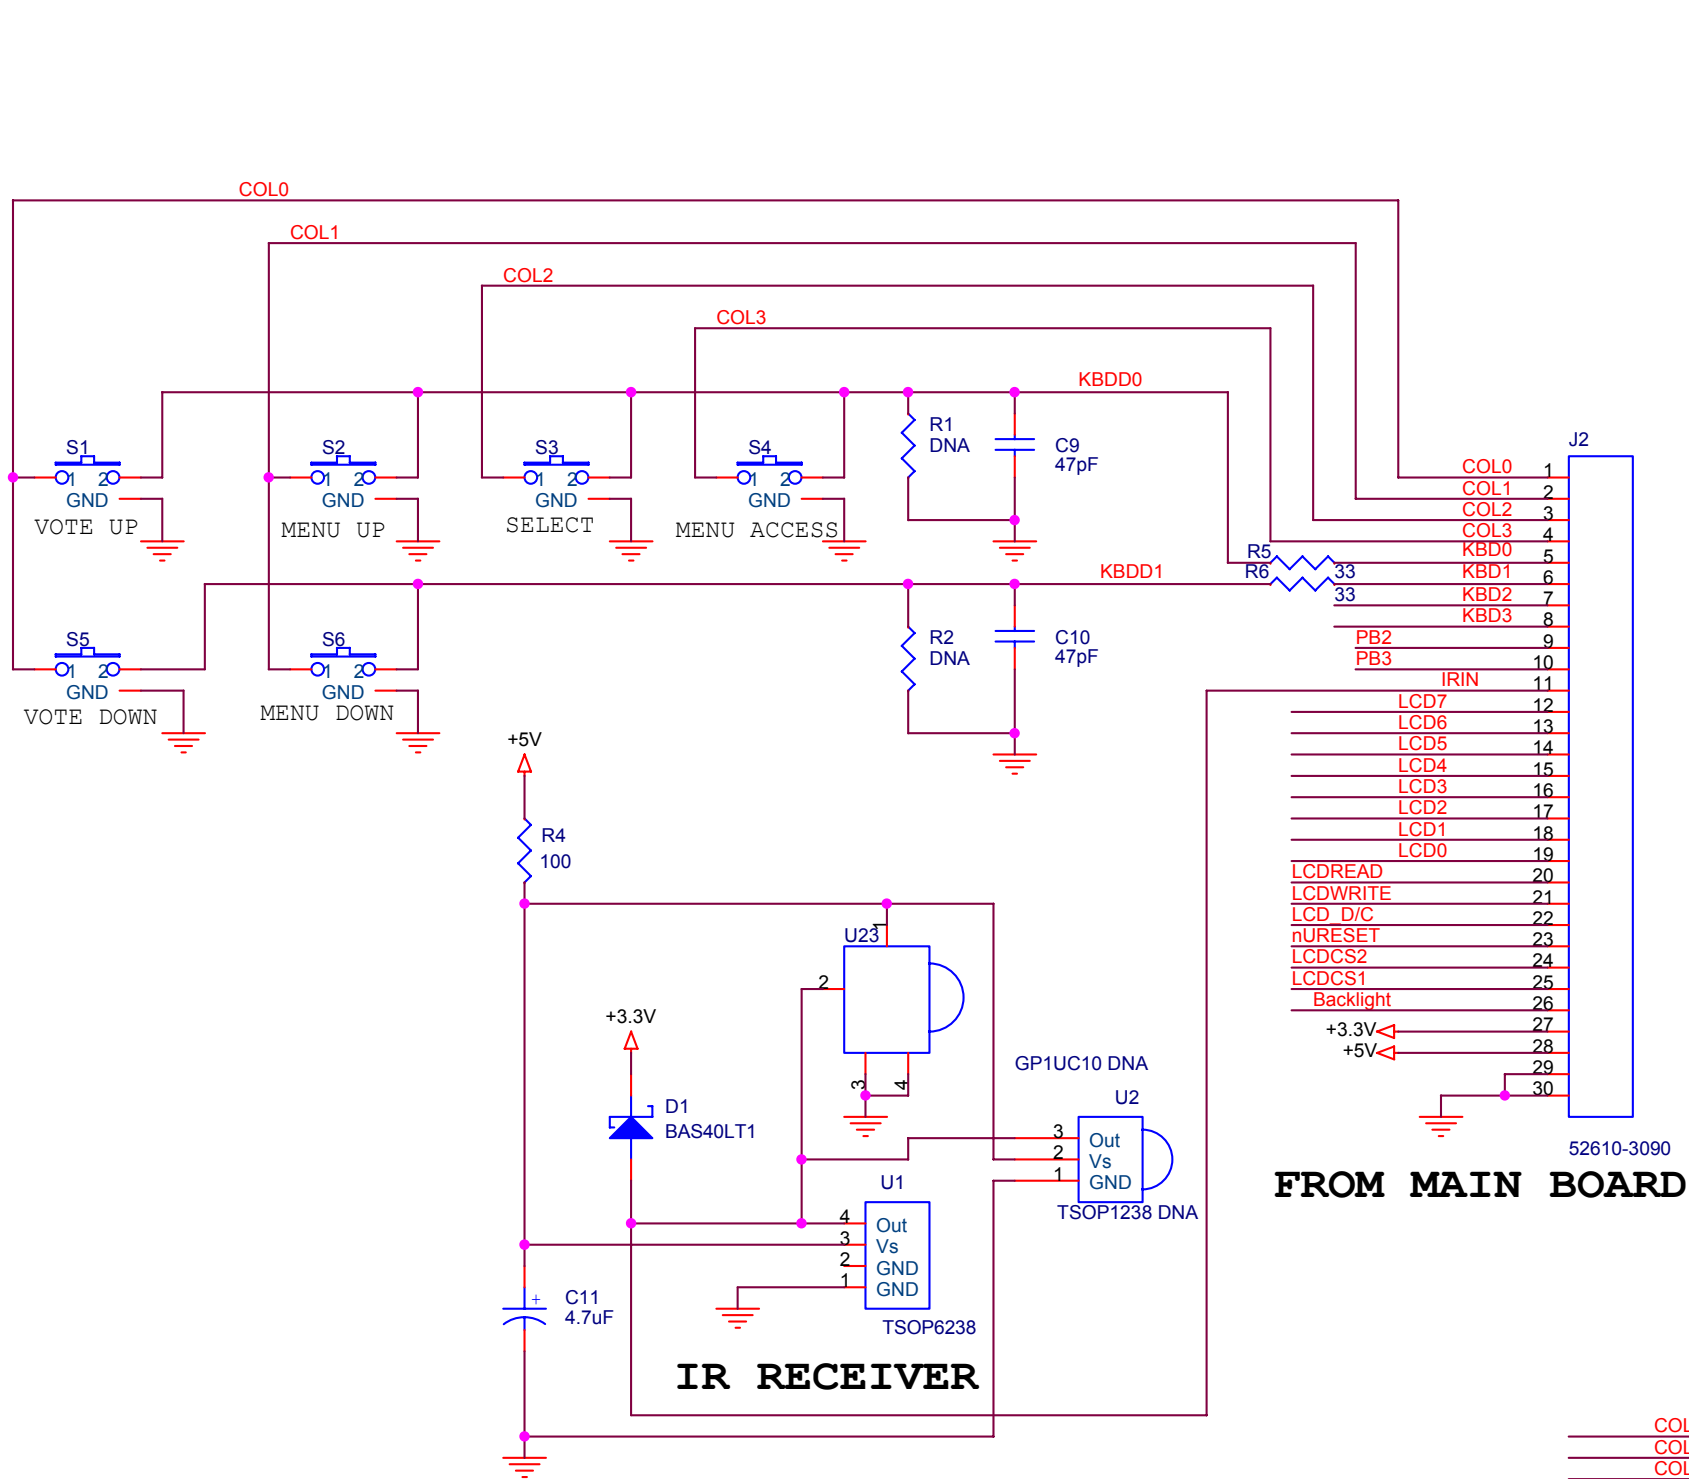 COL0
COL1
COL2
COL3
KBDD0
S1
1 2
GND
VOTE UP
S2
1 2
GND
MENU UP
S3
1 2
GND
SELECT
S4
1 2
GND
MENU ACCESS
R1
DNA
C9
47pF
KBDD1
S5
1 2
GND
VOTE DOWN
S6
1 2
GND
MENU DOWN
R2
DNA
C10
47pF
R5
33
R6
33
J2
COL0 1
COL1 2
COL2 3
COL3 4
KBD0 5
KBD1 6
KBD2 7
KBD3 8
PB2 9
PB3 10
IRIN 11
LCD7 12
LCD6 13
LCD5 14
LCD4 15
LCD3 16
LCD2 17
LCD1 18
LCD0 19
LCDREAD 20
LCDWRITE 21
LCD_D/C 22
nURESET 23
LCDCS2 24
LCDCS1 25
Backlight 26
+3.3V 27
+5V 28
29
30
52610-3090
FROM MAIN BOARD
+5V
R4
100
U23
1
2
3
4
GP1UC10 DNA
+3.3V
D1
BAS40LT1
U2
3 Out
2 Vs
1 GND
TSOP1238 DNA
U1
4 Out
3 Vs
2 GND
1 GND
TSOP6238
+
C11
4.7uF
IR RECEIVER
COL
COL
COL